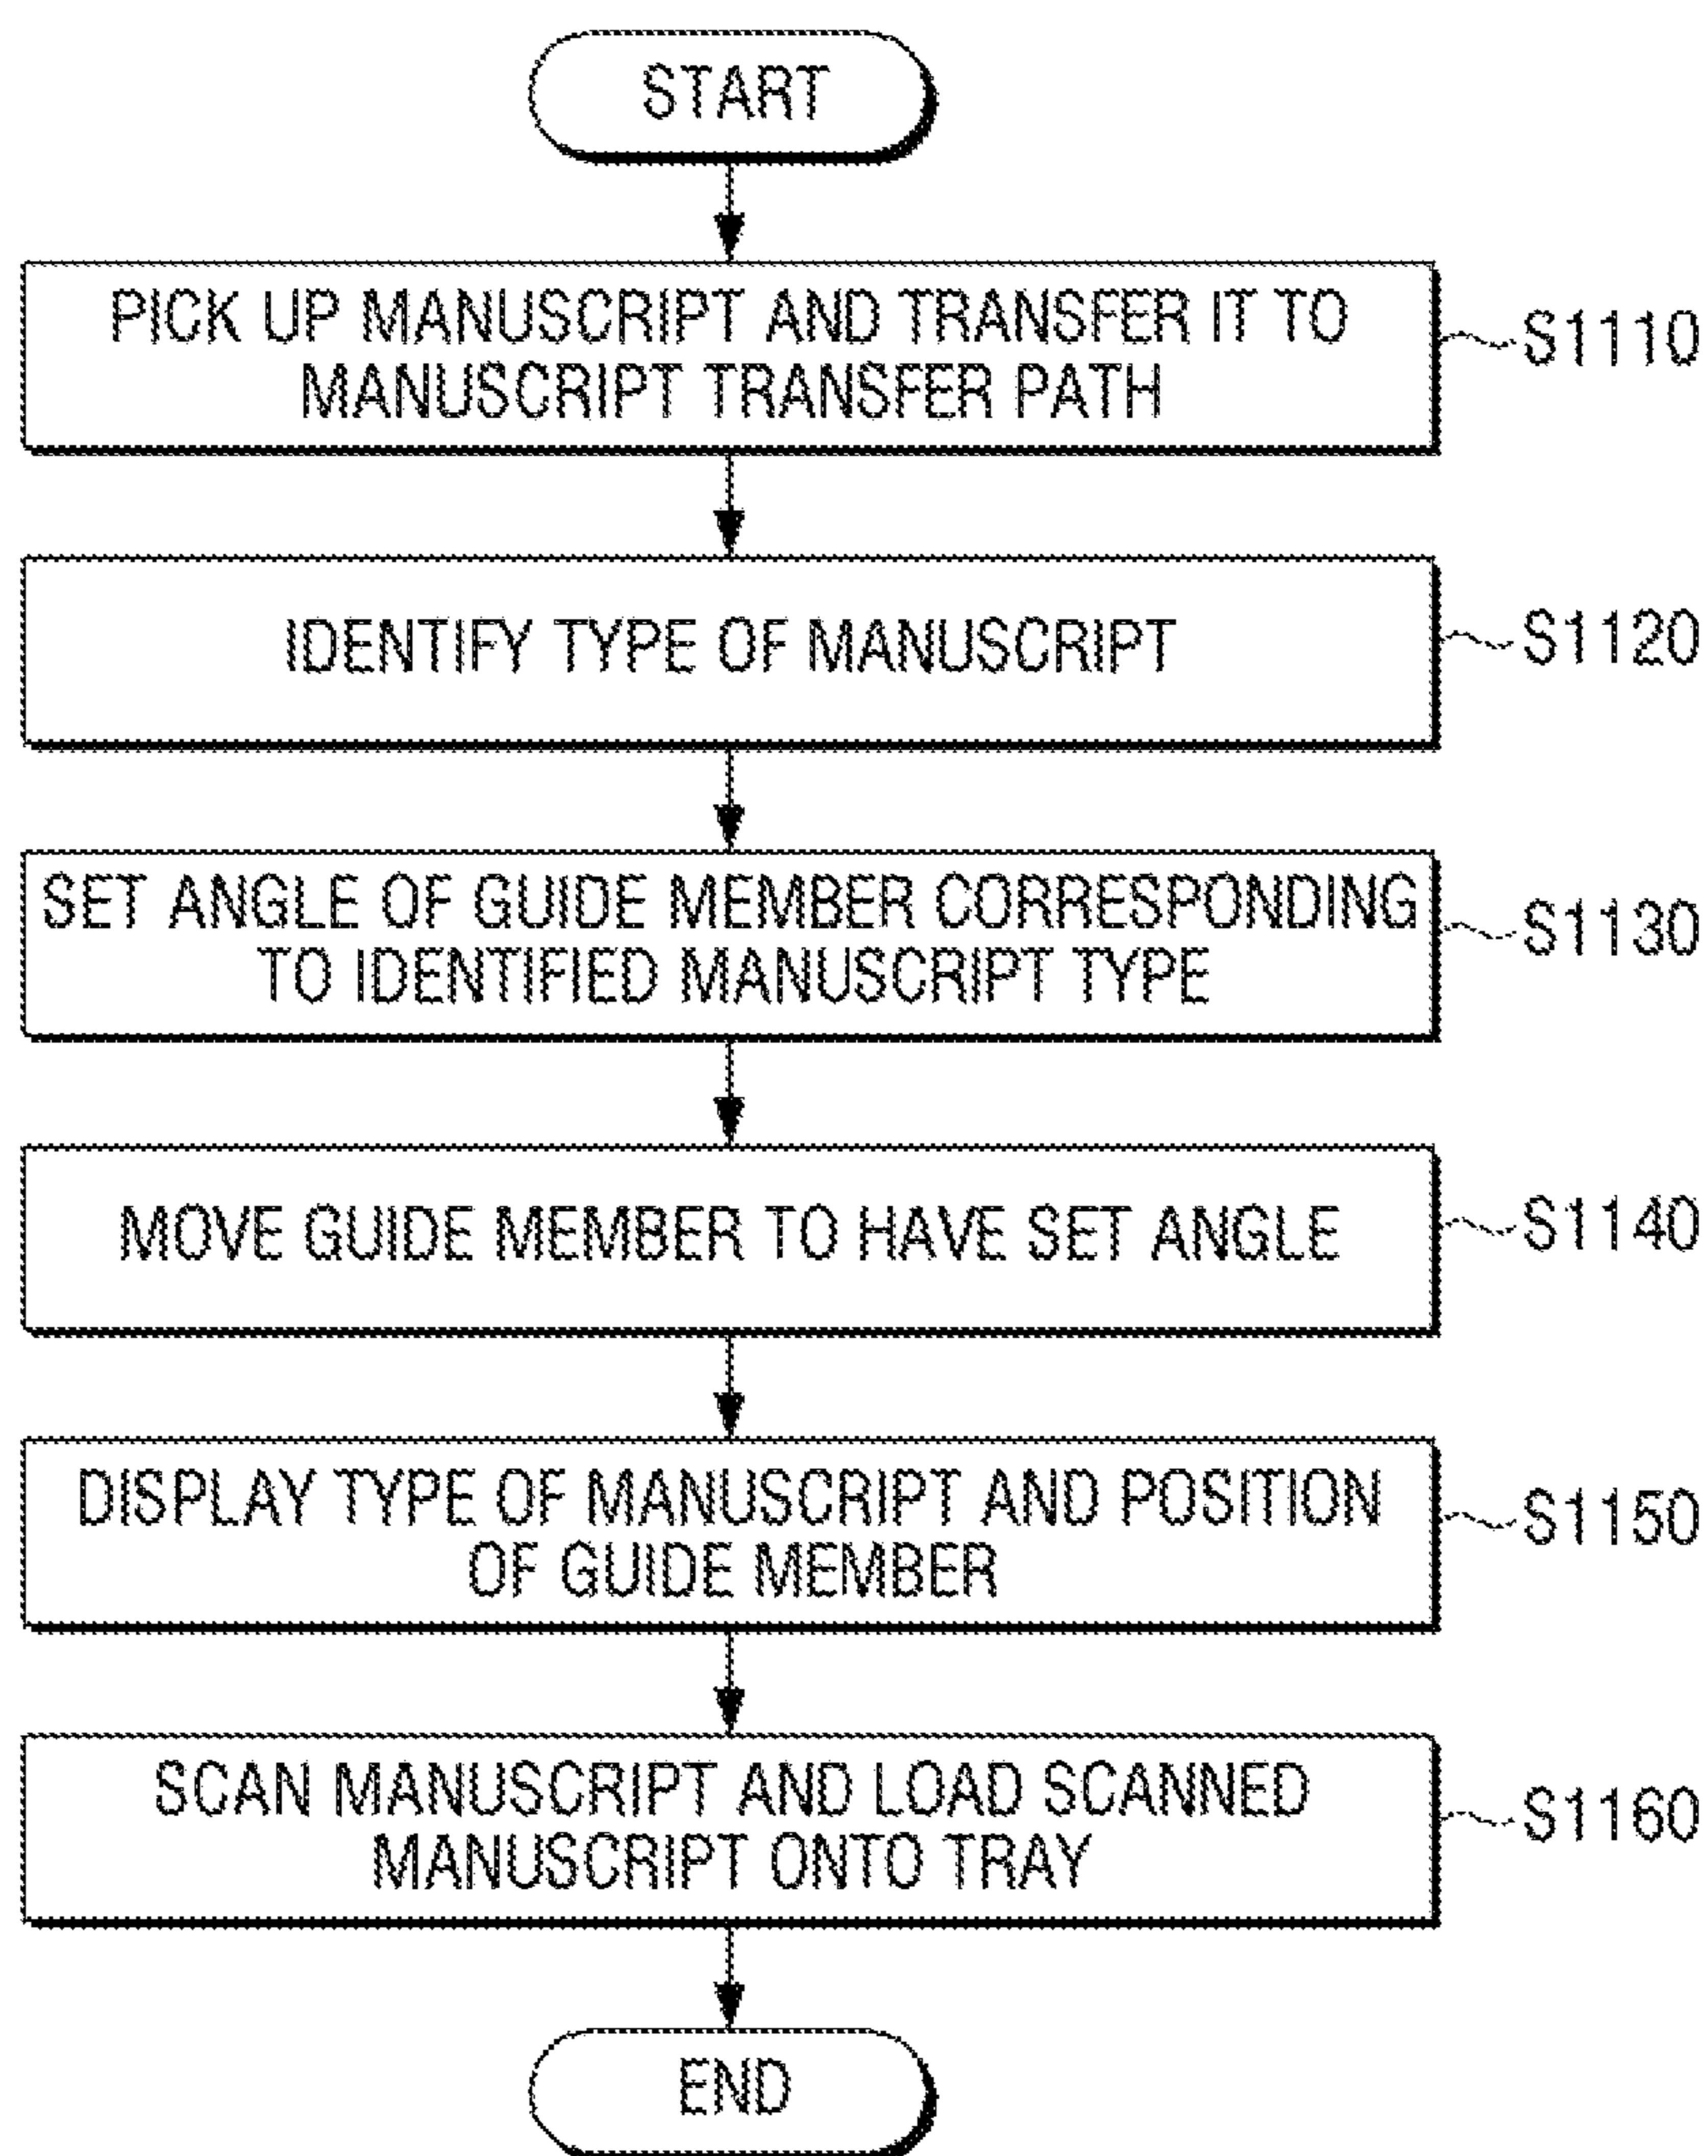 START
PICK UP MANUSCRIPT AND TRANSFER IT TO
MANUSCRIPT TRANSFER PATH
S1110
IDENTIFY TYPE OF MANUSCRIPT
S1120
SET ANGLE OF GUIDE MEMBER CORRESPONDING
TO IDENTIFIED MANUSCRIPT TYPE
S1130
MOVE GUIDE MEMBER TO HAVE SET ANGLE
S1140
DISPLAY TYPE OF MANUSCRIPT AND POSITION
OF GUIDE MEMBER
S1150
SCAN MANUSCRIPT AND LOAD SCANNED
MANUSCRIPT ONTO TRAY
S1160
END